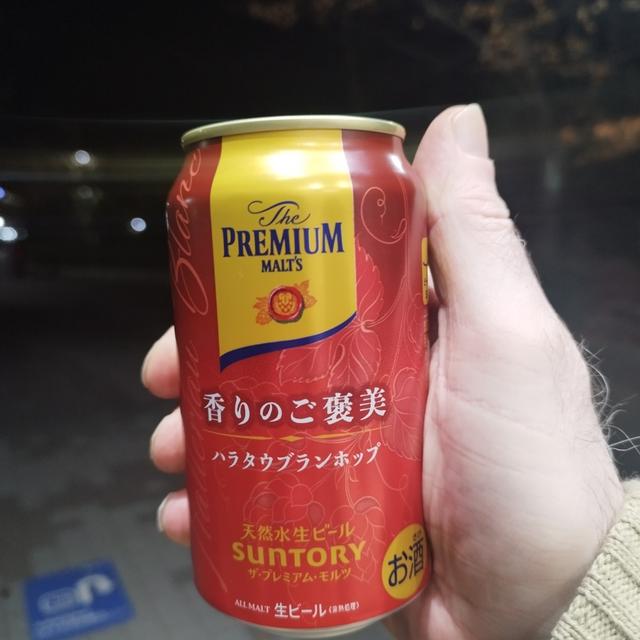 The
PREMIUM
MALT'S
香りのご褒美
ハラタウブランホップ
天然水生ビール
SUNTORY
ザ・プレミアム・モルツ
お酒
ALL MALT 生ビール(非熱処理)